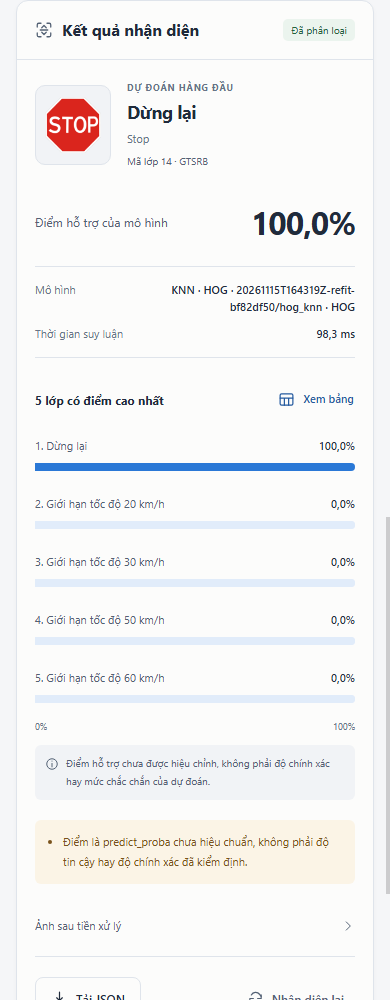 Kết quả nhận diện
Đã phân loại
DỰ ĐOÁN HÀNG ĐẦU
STOP
Dừng lại
Stop
Mã lớp 14 · GTSRB
Điểm hỗ trợ của mô hình
100,0%
Mô hình
KNN · HOG · 20261115T164319Z-refit-
bf82df50/hog_knn · HOG
Thời gian suy luận
98,3 ms
5 lớp có điểm cao nhất
Xem bảng
1. Dừng lại
100,0%
2. Giới hạn tốc độ 20 km/h
0,0%
3. Giới hạn tốc độ 30 km/h
0,0%
4. Giới hạn tốc độ 50 km/h
0,0%
5. Giới hạn tốc độ 60 km/h
0,0%
0%
100%
Điểm hỗ trợ chưa được hiệu chỉnh, không phải độ chính xác
hay mức chắc chắn của dự đoán.
• Điểm là predict_proba chưa hiệu chuẩn, không phải độ
tin cậy hay độ chính xác đã kiểm định.
Ảnh sau tiền xử lý
Tải JSON
Nhận diện lại